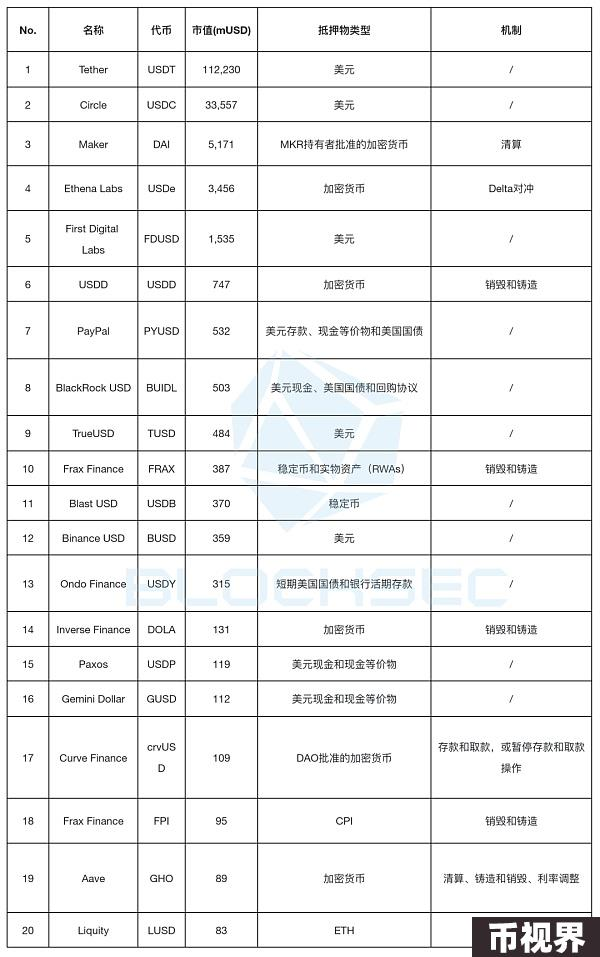 No. 名称 代币 市值(mUSD) 抵押物类型 机制
1 Tether USDT 112,230 美元 /
2 Circle USDC 33,557 美元 /
3 Maker DAI 5,171 MKR持有者批准的加密货币 清算
4 Ethena Labs USDe 3,456 加密货币 Delta对冲
First Digital
5 FDUSD 1,535 美元 /
Labs
6 USDD USDD 747 加密货币 销毁和铸造
7 PayPal PYUSD 532 美元存款、现金等价物和美国国债 /
8 BlackRock USD BUIDL 503 美元现金、美国国债和回购协议 /
9 TrueUSD TUSD 484 美元 /
10 Frax Finance FRAX 387 稳定币和实物资产（RWAs） 销毁和铸造
11 Blast USD USDB 370 稳定币 /
12 Binance USD BUSD 359 美元 /
13 Ondo Finance USDY 315 短期美国国债和银行活期存款 /
BLOCKSEC
14 Inverse Finance DOLA 131 加密货币 销毁和铸造
15 Paxos USDP 119 美元现金和现金等价物 /
16 Gemini Dollar GUSD 112 美元现金和现金等价物 /
crvUS 存款和取款，或暂停存款和取款
17 Curve Finance 109 DAO批准的加密货币
D 操作
18 Frax Finance FPI 95 CPI 销毁和铸造
19 Aave GHO 89 加密货币 清算、铸造和销毁、利率调整
20 Liquity LUSD 83 ETH
币视界